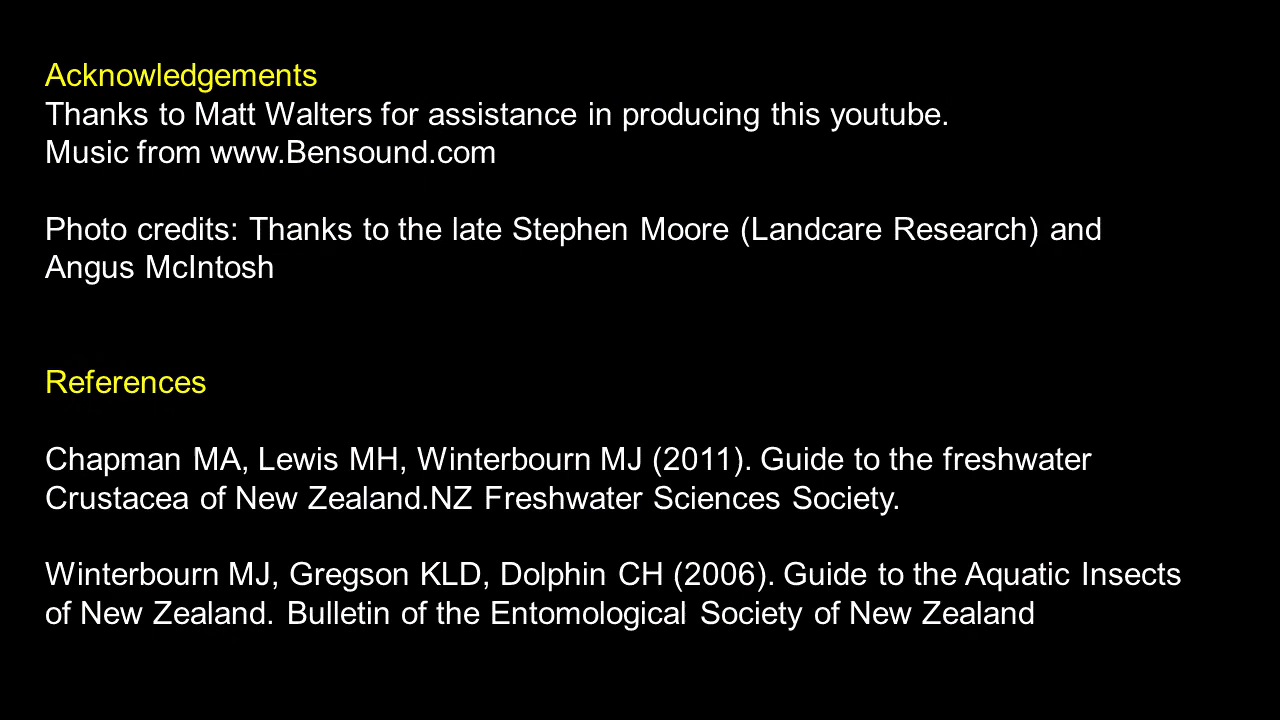 Acknowledgements
Thanks to Matt Walters for assistance in producing this youtube.
Music from www.Bensound.com
Photo credits: Thanks to the late Stephen Moore (Landcare Research) and
Angus McIntosh
References
Chapman MA, Lewis MH, Winterbourn MJ (2011). Guide to the freshwater
Crustacea of New Zealand.NZ Freshwater Sciences Society.
Winterbourn MJ, Gregson KLD, Dolphin CH (2006). Guide to the Aquatic Insects
of New Zealand. Bulletin of the Entomological Society of New Zealand